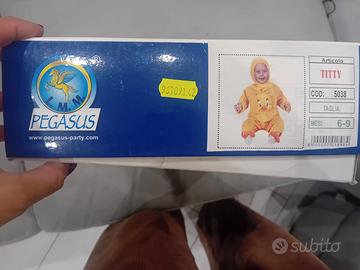 I.M.M
PEGASUS
www.pegasus-party.com
Articolo
TITTY
COD: 5038
TAGLIA
MESI 6-9
subito